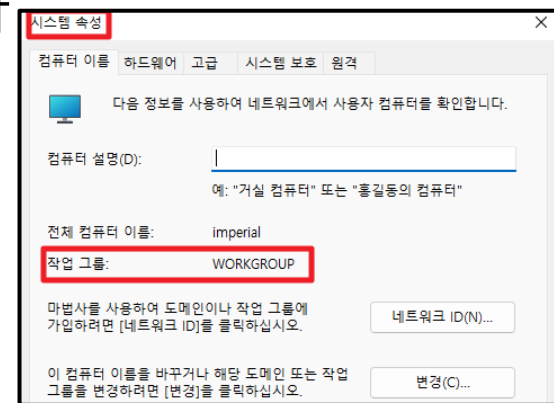 시스템 속성
컴퓨터 이름 하드웨어 고급 시스템 보호 원격
다음 정보를 사용하여 네트워크에서 사용자 컴퓨터를 확인합니다.
컴퓨터 설명(D):
예: "거실 컴퓨터" 또는 "홍길동의 컴퓨터"
전체 컴퓨터 이름: imperial
작업 그룹: WORKGROUP
마법사를 사용하여 도메인이나 작업 그룹에
가입하려면 [네트워크 ID]를 클릭하십시오.
네트워크 ID(N)...
이 컴퓨터 이름을 바꾸거나 해당 도메인 또는 작업
그룹을 변경하려면 [변경]을 클릭하십시오.
변경(C)...